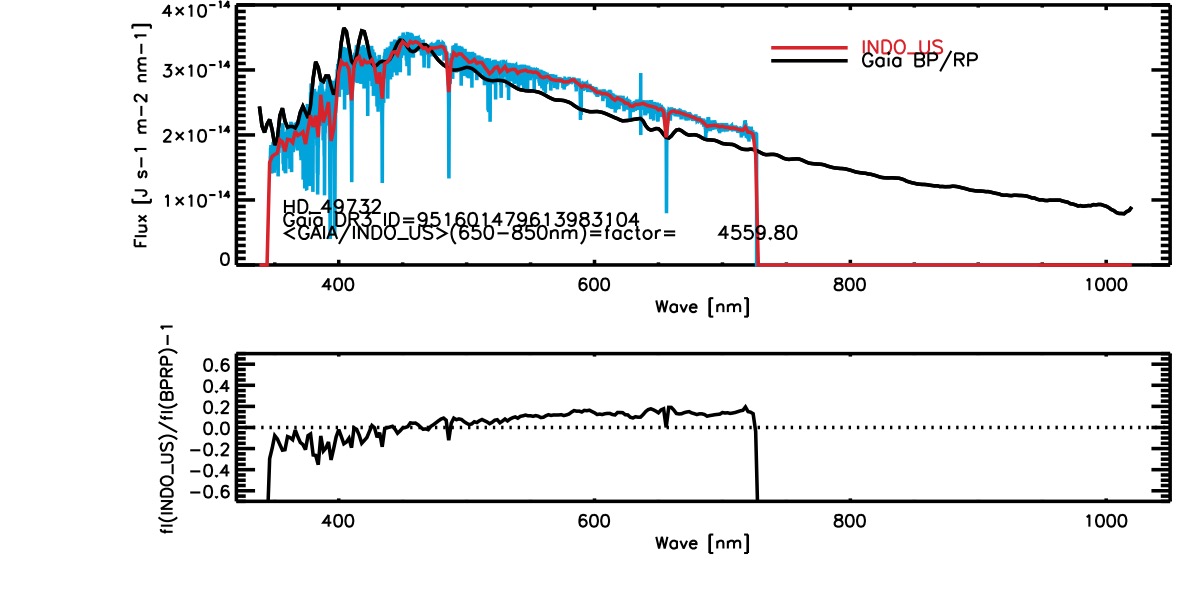 4×10⁻¹⁴
3×10⁻¹⁴
2×10⁻¹⁴
1×10⁻¹⁴
0
Flux [J s−1 m−2 nm−1]
INDO_US
Gaia BP/RP
HD_49732
Gaia DR3 ID=951601479613983104
<GAIA/INDO_US>(650−850nm)=factor= 4559.80
400 600 800 1000
Wave [nm]
fl(INDO_US)/fl(BPRP)−1
0.6
0.4
0.2
0.0
−0.2
−0.4
−0.6
400 600 800 1000
Wave [nm]